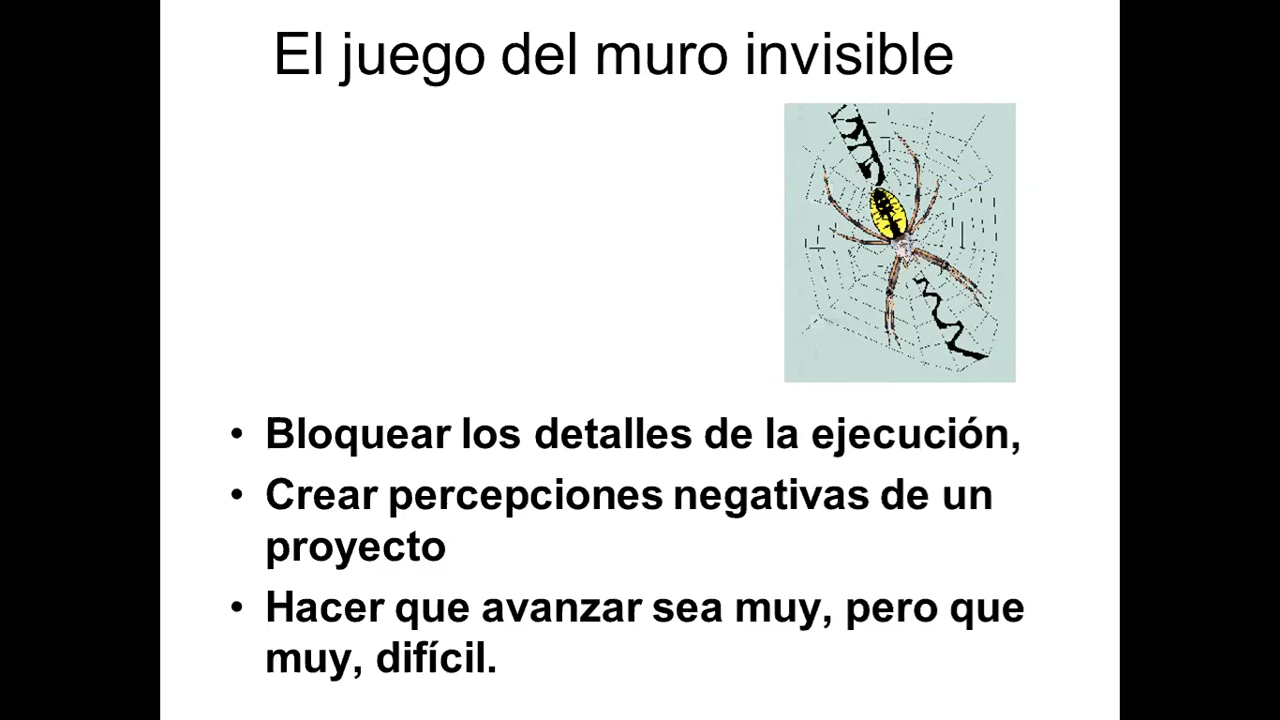 El juego del muro invisible
• Bloquear los detalles de la ejecución,
• Crear percepciones negativas de un
proyecto
• Hacer que avanzar sea muy, pero que
muy, difícil.